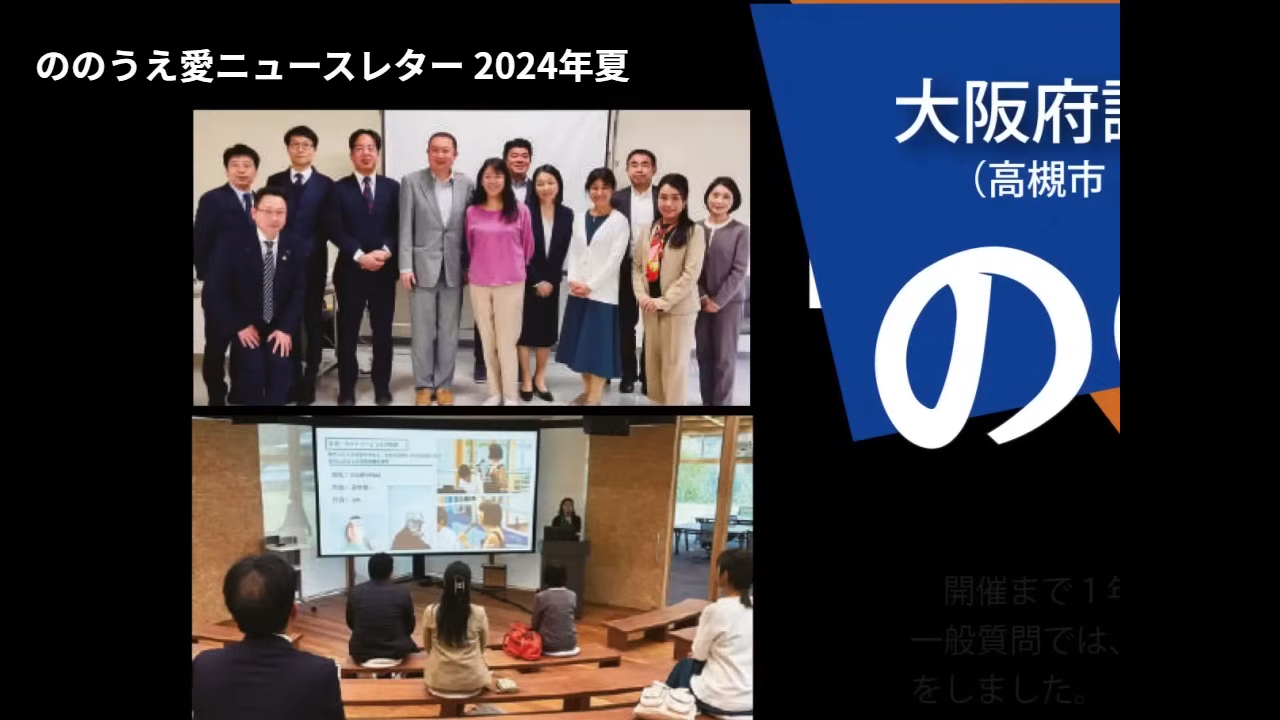 ののうえ愛ニュースレター 2024年夏
大阪府
（高槻市
の
開催まで１年
一般質問では、
をしました。